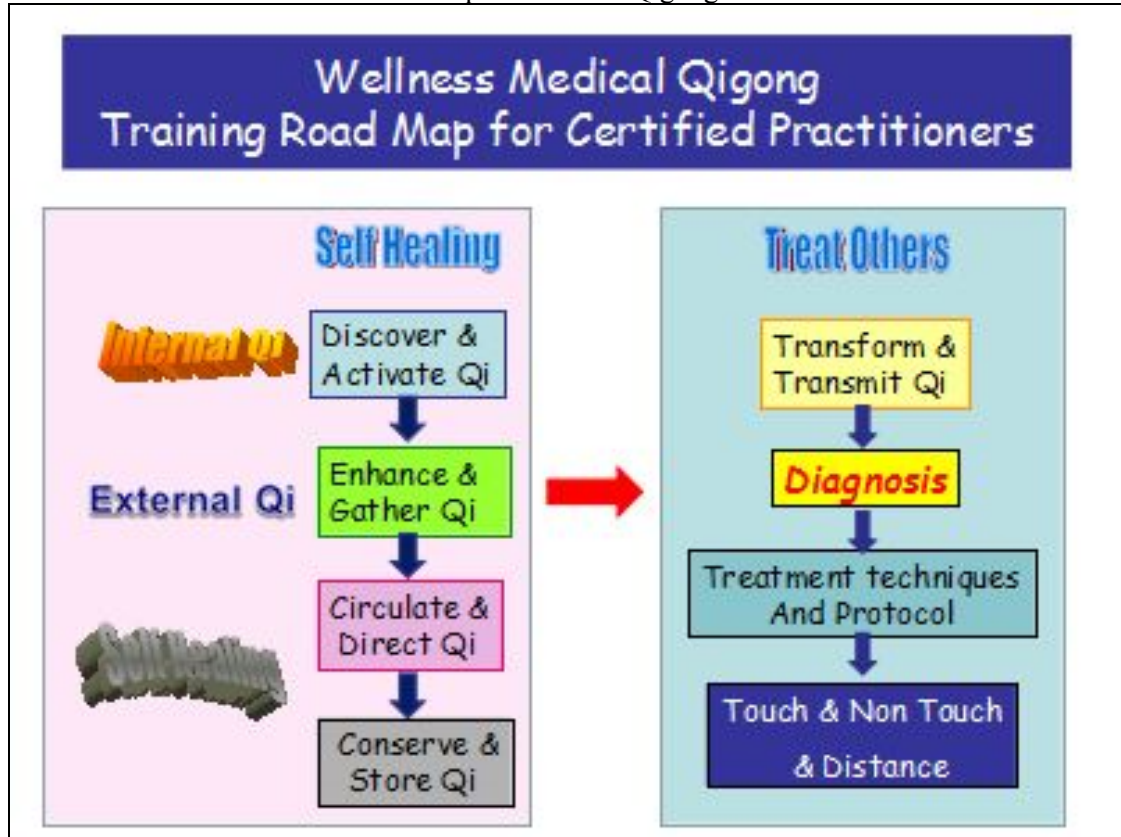 Wellness Medical Qigong
Training Road Map for Certified Practitioners
Self Healing
Internal Qi
Discover &
Activate Qi
External Qi
Enhance &
Gather Qi
Circulate &
Direct Qi
Self Healing
Conserve &
Store Qi
Treat Others
Transform &
Transmit Qi
Diagnosis
Treatment techniques
And Protocol
Touch & Non Touch
& Distance